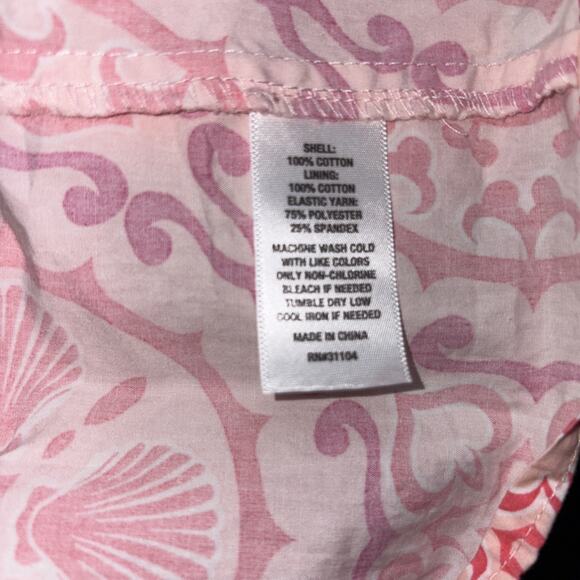 SHELL:
100% COTTON
LINING:
100% COTTON
ELASTIC YARN:
75% POLYESTER
25% SPANDEX
MACHINE WASH COLD
WITH LIKE COLORS
ONLY NON-CHLORINE
BLEACH IF NEEDED
TUMBLE DRY LOW
COOL IRON IF NEEDED
MADE IN CHINA
RN#31104